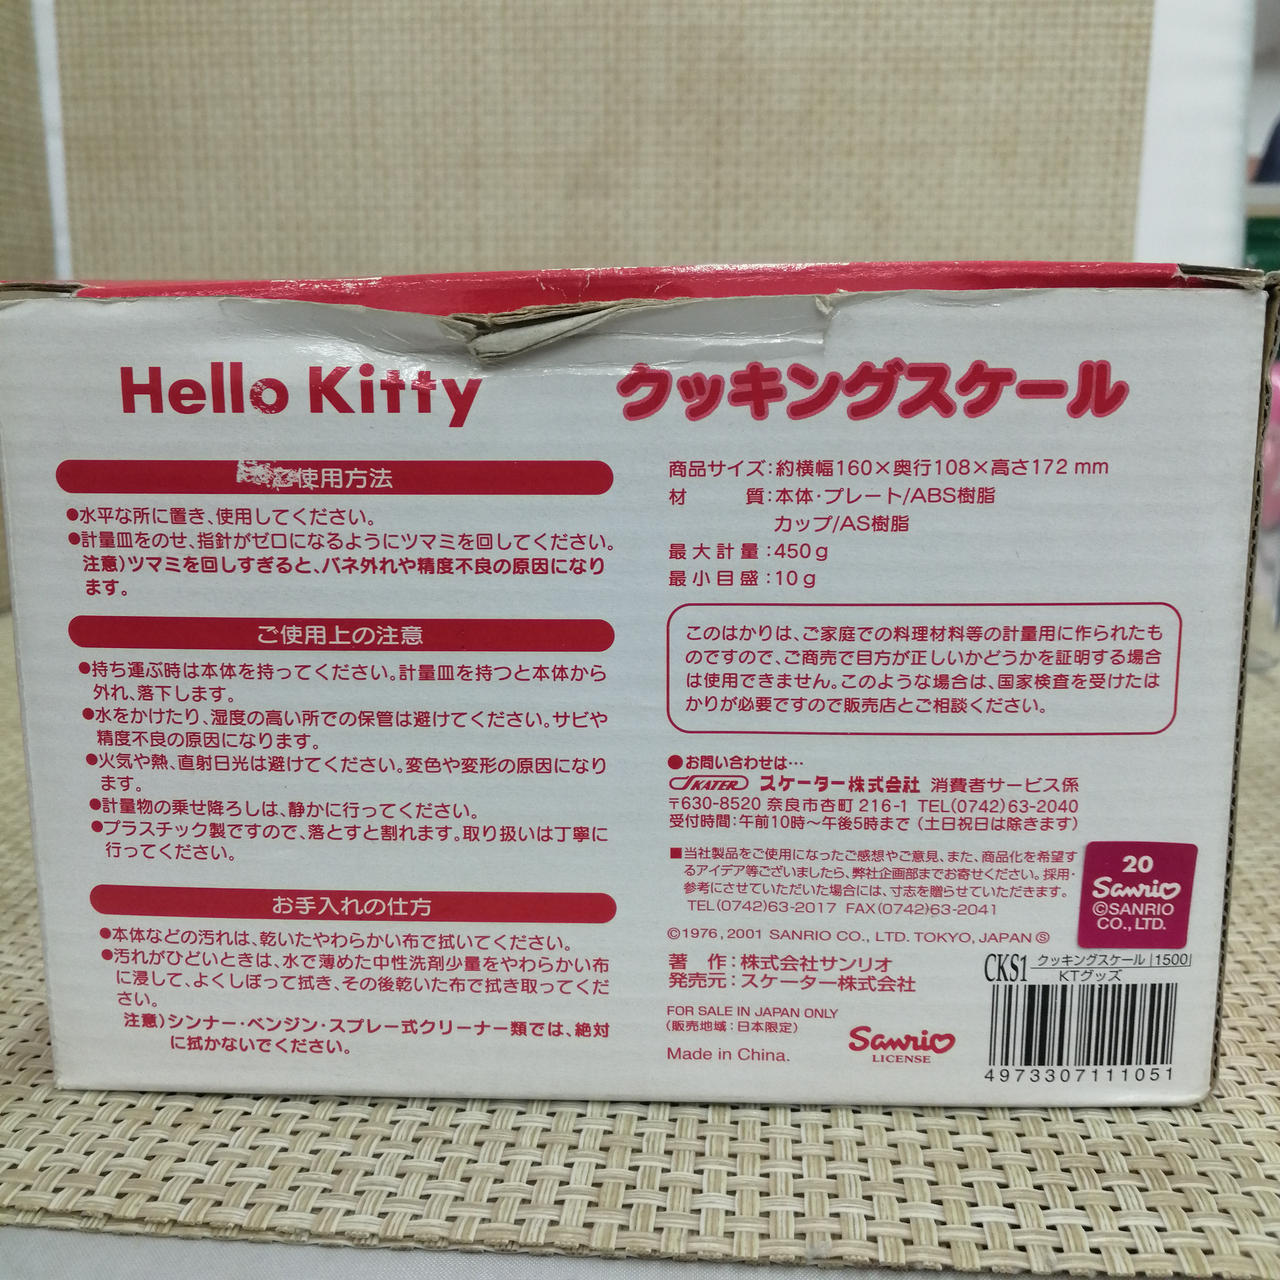 Hello Kitty
クッキングスケール
ご使用方法
●水平な所に置き、使用してください。
●計量皿をのせ、指針がゼロになるようにツマミを回してください。
注意)ツマミを回しすぎると、バネ外れや精度不良の原因になり
ます。
ご使用上の注意
●持ち運ぶ時は本体を持ってください。計量皿を持つと本体から
外れ、落下します。
●水をかけたり、湿度の高い所での保管は避けてください。サビや
精度不良の原因になります。
●火気や熱、直射日光は避けてください。変色や変形の原因になり
ます。
●計量物の乗せ降ろしは、静かに行ってください。
●プラスチック製ですので、落とすと割れます。取り扱いは丁寧に
行ってください。
お手入れの仕方
●本体などの汚れは、乾いたやわらかい布で拭いてください。
●汚れがひどいときは、水で薄めた中性洗剤少量をやわらかい布
に浸して、よくしぼって拭き、その後乾いた布で拭き取ってくだ
さい。
注意)シンナー・ベンジン・スプレー式クリーナー類では、絶対
に拭かないでください。
商品サイズ:約横幅160×奥行108×高さ172 mm
材質:本体・プレート/ABS樹脂
カップ/AS樹脂
最大計量:450g
最小目盛:10g
このはかりは、ご家庭での料理材料等の計量用に作られたも
のですので、ご商売で目方が正しいかどうかを証明する場合
は使用できません。このような場合は、国家検査を受けたは
かりが必要ですので販売店とご相談ください。
●お問い合わせは…
SKATER スケーター株式会社 消費者サービス係
〒630-8520 奈良市杏町 216-1 TEL(0742)63-2040
受付時間:午前10時〜午後5時まで(土日祝日は除きます)
■当社製品をご使用になったご感想やご意見、また、商品化を希望す
るアイデア等ございましたら、弊社企画部までお寄せください。採用・
参考にさせていただいた場合には、寸志を贈らせていただきます。
TEL(0742)63-2017 FAX(0742)63-2041
©1976, 2001 SANRIO CO., LTD. TOKYO, JAPAN Ⓢ
著作:株式会社サンリオ
発売元:スケーター株式会社
FOR SALE IN JAPAN ONLY
(販売地域:日本限定)
Made in China.
Sanrio
LICENSE
20
Sanrio
©SANRIO
CO., LTD.
CKS1 クッキングスケール |1500|
KTグッズ
4973307111051